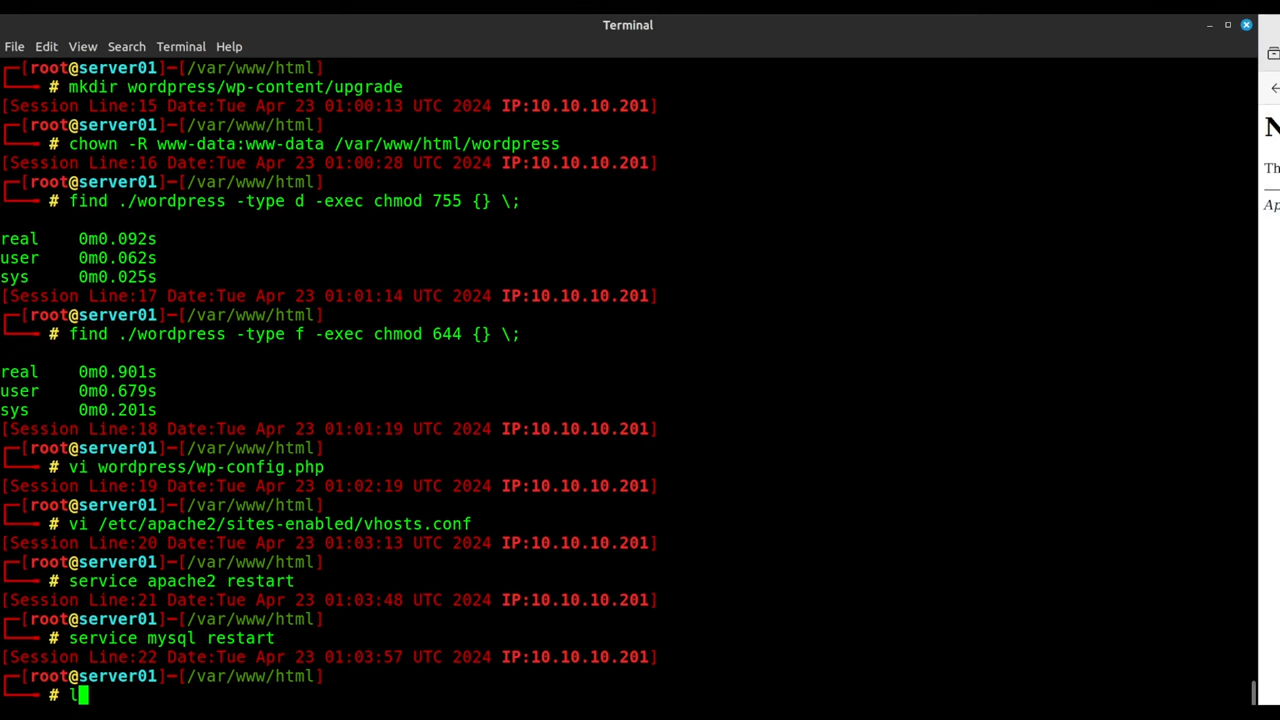 Terminal
File Edit View Search Terminal Help
┌─[root@server01]─[/var/www/html]
└──╼ # mkdir wordpress/wp-content/upgrade
[Session Line:15 Date:Tue Apr 23 01:00:13 UTC 2024 IP:10.10.10.201]
┌─[root@server01]─[/var/www/html]
└──╼ # chown -R www-data:www-data /var/www/html/wordpress
[Session Line:16 Date:Tue Apr 23 01:00:28 UTC 2024 IP:10.10.10.201]
┌─[root@server01]─[/var/www/html]
└──╼ # find ./wordpress -type d -exec chmod 755 {} \;
real 0m0.092s
user 0m0.062s
sys 0m0.025s
[Session Line:17 Date:Tue Apr 23 01:01:14 UTC 2024 IP:10.10.10.201]
┌─[root@server01]─[/var/www/html]
└──╼ # find ./wordpress -type f -exec chmod 644 {} \;
real 0m0.901s
user 0m0.679s
sys 0m0.201s
[Session Line:18 Date:Tue Apr 23 01:01:19 UTC 2024 IP:10.10.10.201]
┌─[root@server01]─[/var/www/html]
└──╼ # vi wordpress/wp-config.php
[Session Line:19 Date:Tue Apr 23 01:02:19 UTC 2024 IP:10.10.10.201]
┌─[root@server01]─[/var/www/html]
└──╼ # vi /etc/apache2/sites-enabled/vhosts.conf
[Session Line:20 Date:Tue Apr 23 01:03:13 UTC 2024 IP:10.10.10.201]
┌─[root@server01]─[/var/www/html]
└──╼ # service apache2 restart
[Session Line:21 Date:Tue Apr 23 01:03:48 UTC 2024 IP:10.10.10.201]
┌─[root@server01]─[/var/www/html]
└──╼ # service mysql restart
[Session Line:22 Date:Tue Apr 23 01:03:57 UTC 2024 IP:10.10.10.201]
┌─[root@server01]─[/var/www/html]
└──╼ # l